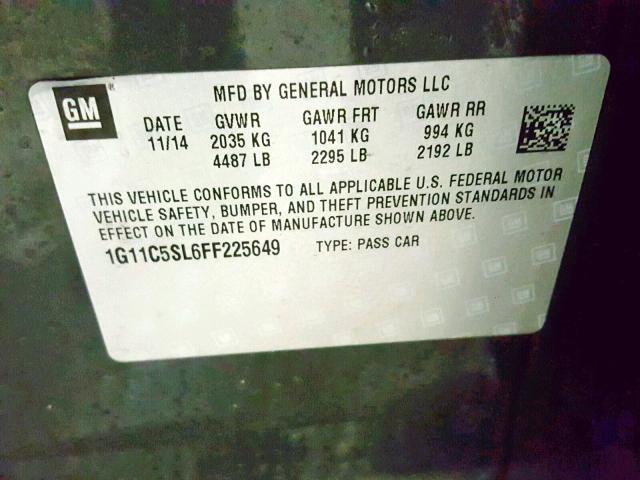 GM
MFD BY GENERAL MOTORS LLC
DATE GVWR GAWR FRT GAWR RR
11/14 2035 KG 1041 KG 994 KG
4487 LB 2295 LB 2192 LB
THIS VEHICLE CONFORMS TO ALL APPLICABLE U.S. FEDERAL MOTOR
VEHICLE SAFETY, BUMPER, AND THEFT PREVENTION STANDARDS IN
EFFECT ON THE DATE OF MANUFACTURE SHOWN ABOVE.
1G11C5SL6FF225649 TYPE: PASS CAR